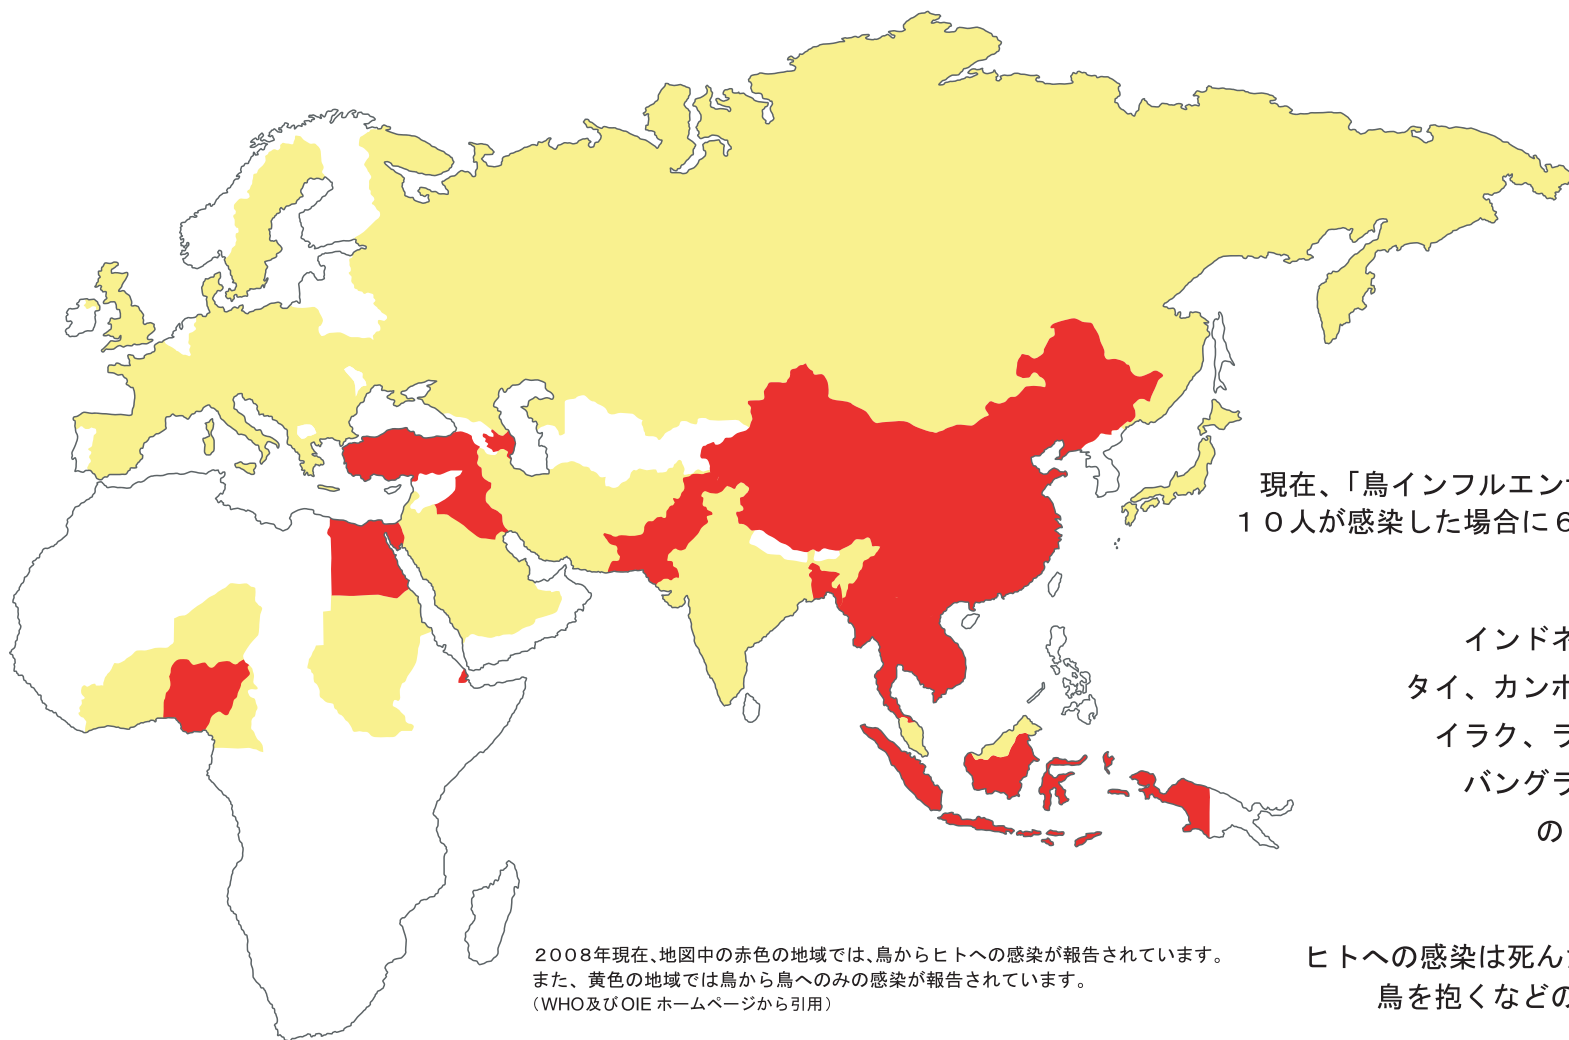 現在、「鳥インフルエン
１０人が感染した場合に６
インドネ
タイ、カンボ
イラク、ラ
バングラ
の
２００８年現在、地図中の赤色の地域では、鳥からヒトへの感染が報告されています。
また、黄色の地域では鳥から鳥へのみの感染が報告されています。
（WHO及びOIE ホームページから引用）
ヒトへの感染は死んだ
鳥を抱くなどの